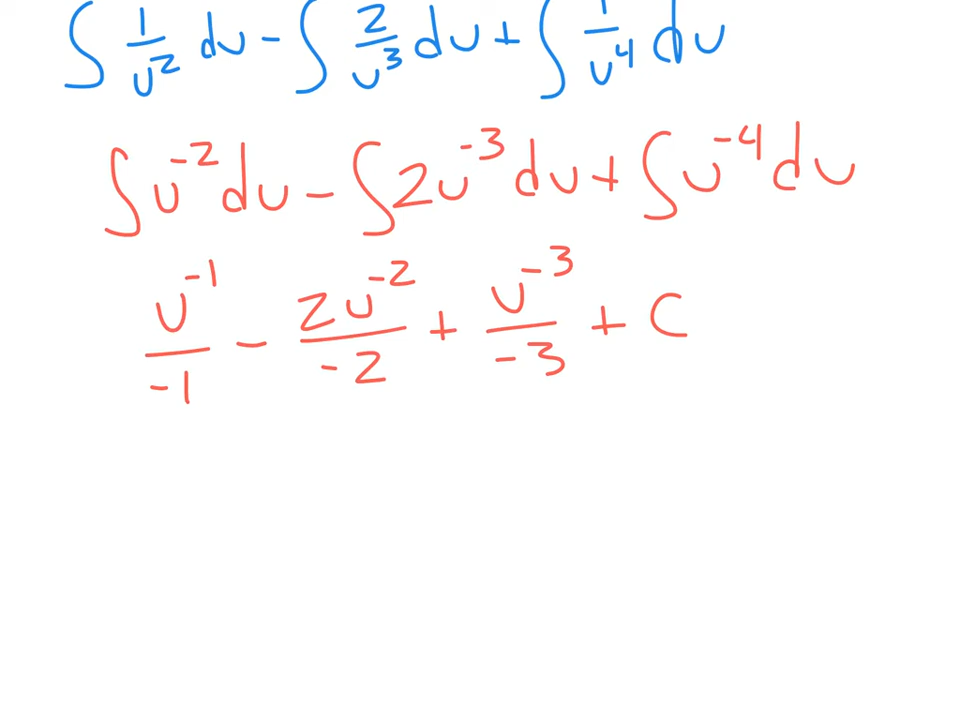 ∫ 1/u² du − ∫ 2/u³ du + ∫ 1/u⁴ du
∫ u⁻² du − ∫ 2u⁻³ du + ∫ u⁻⁴ du
u⁻¹/−1 − 2u⁻²/−2 + u⁻³/−3 + C